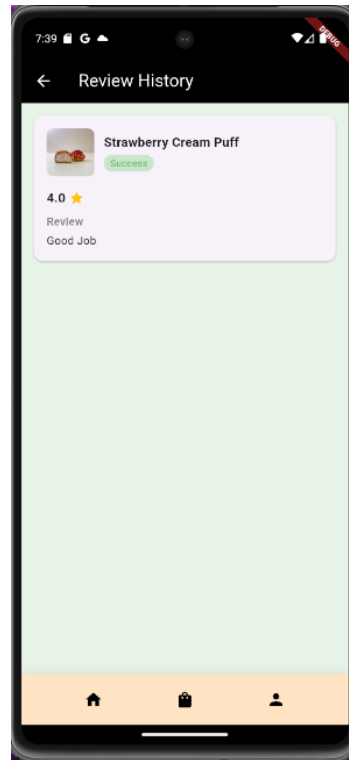 7:39 G
DEBUG
Review History
Strawberry Cream Puff
Success
4.0
Review
Good Job